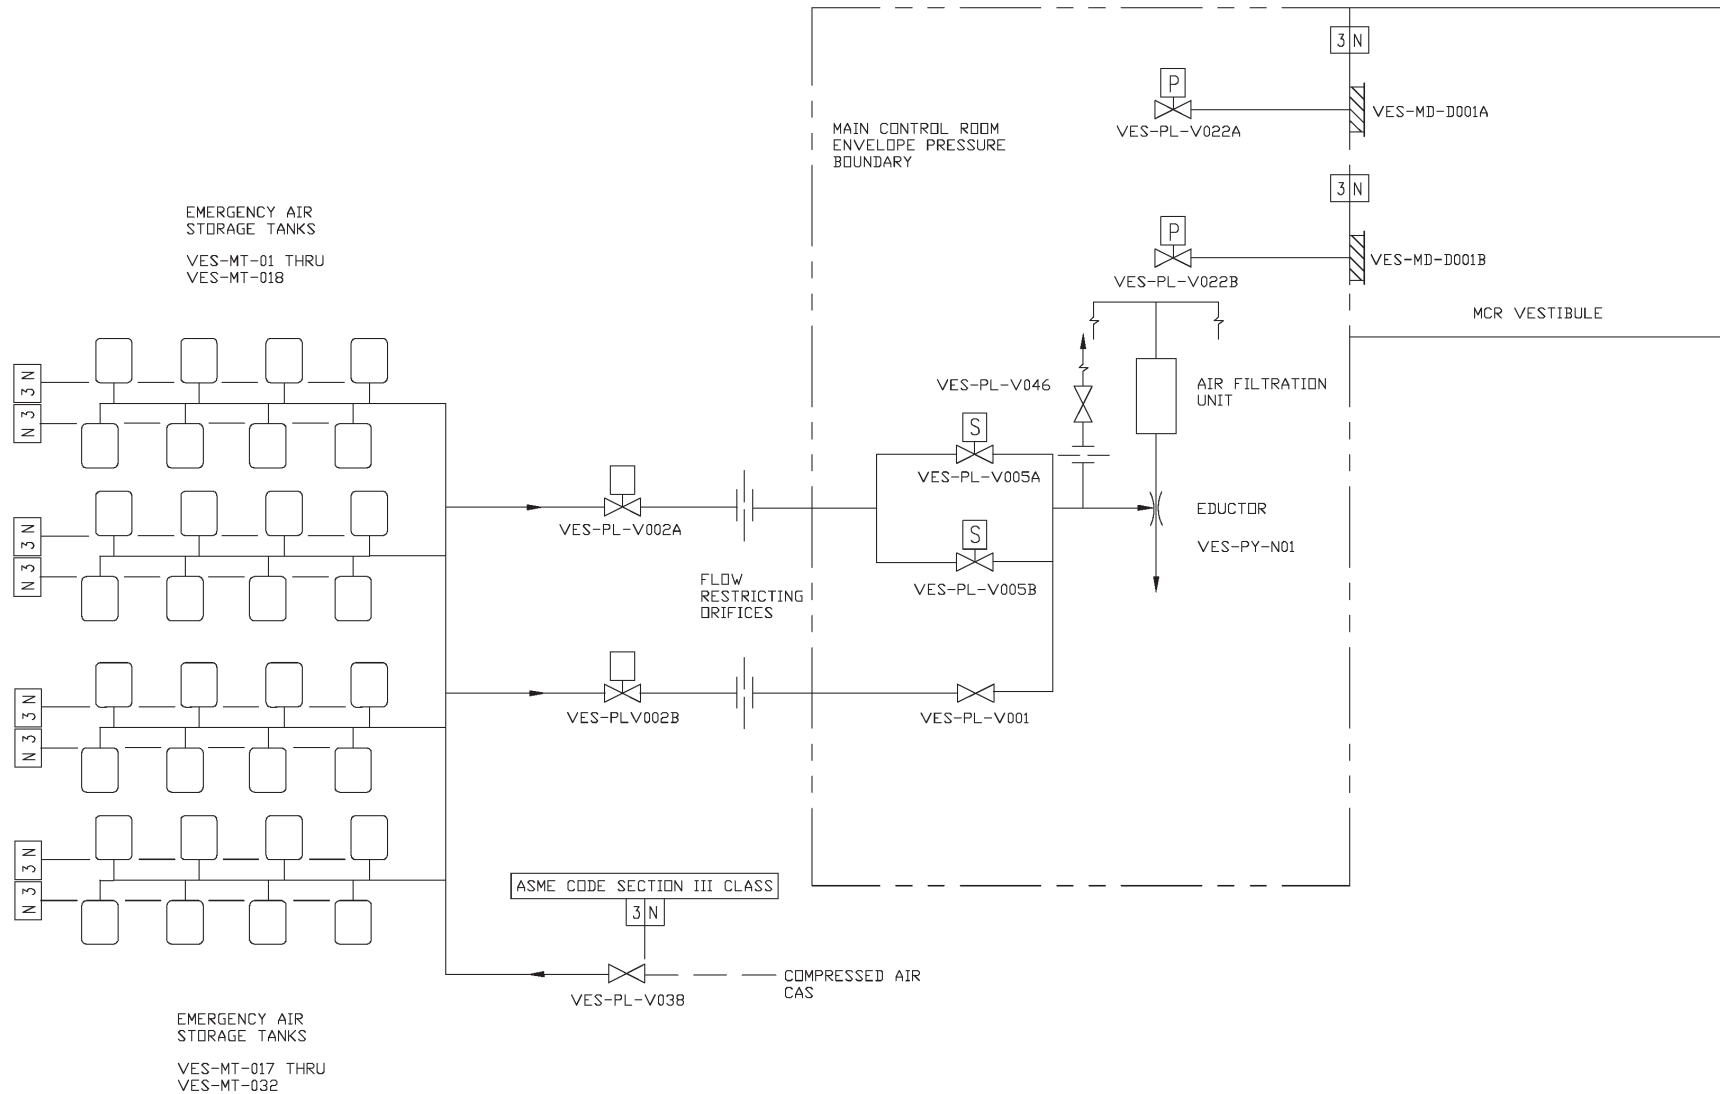 3 N
P
VES-MD-D001A
VES-PL-V022A
MAIN CONTROL ROOM
ENVELOPE PRESSURE
BOUNDARY
3 N
EMERGENCY AIR
STORAGE TANKS
VES-MT-01 THRU
VES-MT-018
P
VES-MD-D001B
VES-PL-V022B
MCR VESTIBULE
3 N
N 3
VES-PL-V046
AIR FILTRATION
UNIT
S
VES-PL-V005A
3 N
N 3
VES-PL-V002A
EDUCTOR
VES-PY-N01
S
VES-PL-V005B
FLOW
RESTRICTING
ORIFICES
3 N
N 3
VES-PLV002B
VES-PL-V001
3 N
N 3
ASME CODE SECTION III CLASS
3 N
COMPRESSED AIR
CAS
VES-PL-V038
EMERGENCY AIR
STORAGE TANKS
VES-MT-017 THRU
VES-MT-032